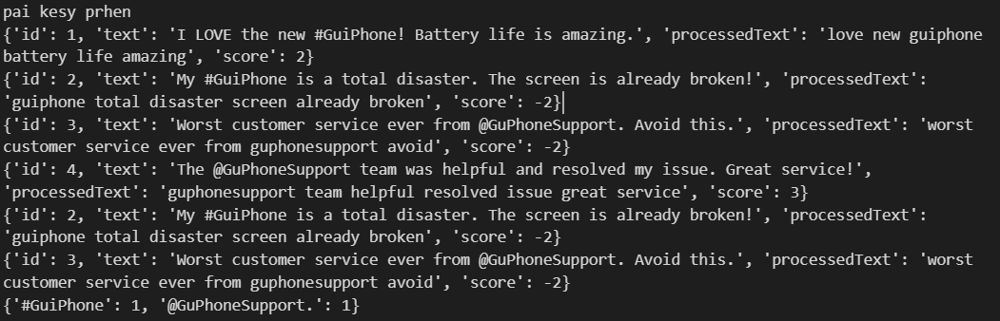 pai kesy prhen
{'id': 1, 'text': 'I LOVE the new #GuiPhone! Battery life is amazing.', 'processedText': 'love new guiphone
battery life amazing', 'score': 2}
{'id': 2, 'text': 'My #GuiPhone is a total disaster. The screen is already broken!', 'processedText':
'guiphone total disaster screen already broken', 'score': -2}
{'id': 3, 'text': 'Worst customer service ever from @GuPhoneSupport. Avoid this.', 'processedText': 'worst
customer service ever from guphonesupport avoid', 'score': -2}
{'id': 4, 'text': 'The @GuPhoneSupport team was helpful and resolved my issue. Great service!',
'processedText': 'guphonesupport team helpful resolved issue great service', 'score': 3}
{'id': 2, 'text': 'My #GuiPhone is a total disaster. The screen is already broken!', 'processedText':
'guiphone total disaster screen already broken', 'score': -2}
{'id': 3, 'text': 'Worst customer service ever from @GuPhoneSupport. Avoid this.', 'processedText': 'worst
customer service ever from guphonesupport avoid', 'score': -2}
{'#GuiPhone': 1, '@GuPhoneSupport.': 1}